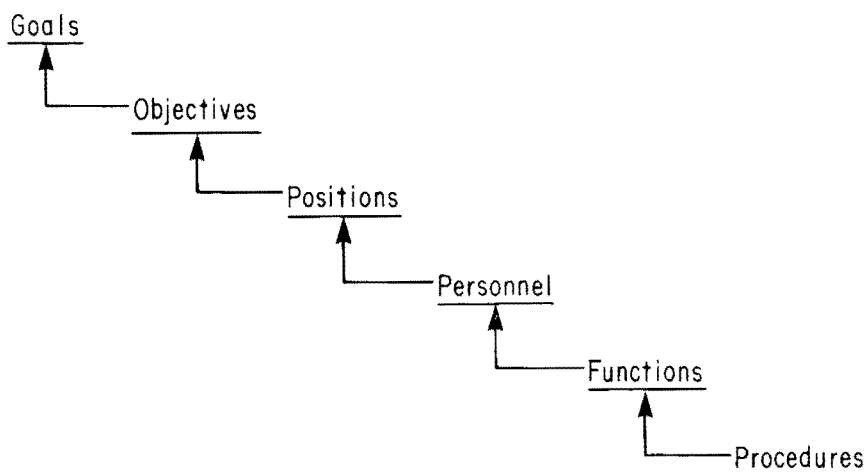 Goals
Objectives
Positions
Personnel
Functions
Procedures